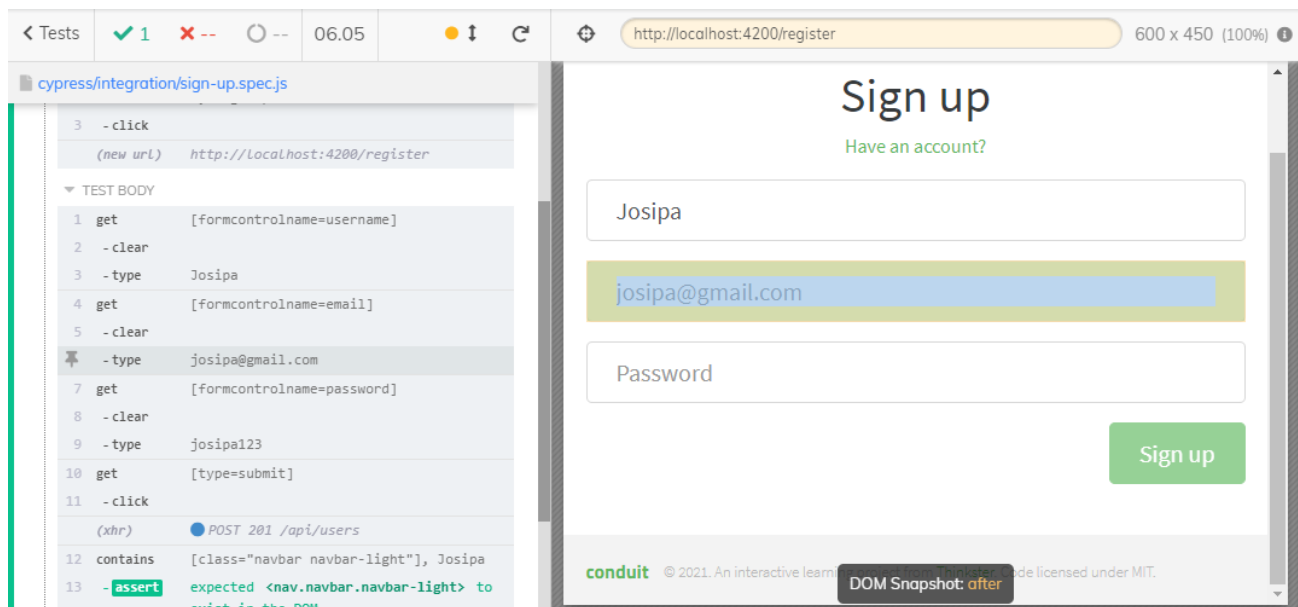 Tests 1 -- -- 06.05 http://localhost:4200/register 600 x 450 (100%)
cypress/integration/sign-up.spec.js
3 - click
(new url) http://localhost:4200/register
TEST BODY
1 get [formcontrolname=username]
2 - clear
3 - type Josipa
4 get [formcontrolname=email]
5 - clear
- type josipa@gmail.com
7 get [formcontrolname=password]
8 - clear
9 - type josipa123
10 get [type=submit]
11 - click
(xhr) POST 201 /api/users
12 contains [class="navbar navbar-light"], Josipa
13 - assert expected <nav.navbar.navbar-light> to
exist in the DOM
Sign up
Have an account?
Josipa
josipa@gmail.com
Password
Sign up
conduit © 2021. An interactive learning project from Thinkster. Code licensed under MIT.
DOM Snapshot: after